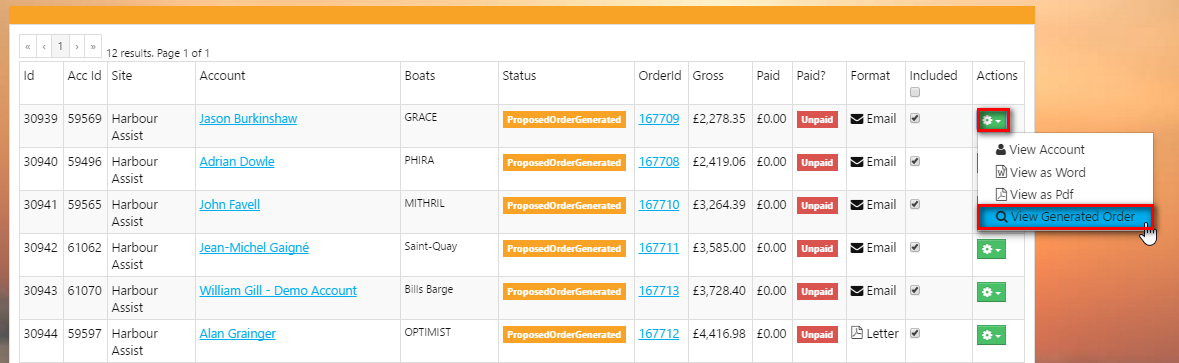 « ‹ 1 › » 12 results. Page 1 of 1
Id Acc Id Site Account Boats Status OrderId Gross Paid Paid? Format Included Actions
30939 59569 Harbour Assist Jason Burkinshaw GRACE ProposedOrderGenerated 167709 £2,278.35 £0.00 Unpaid Email
View Account
30940 59496 Harbour Assist Adrian Dowle PHIRA ProposedOrderGenerated 167708 £2,419.06 £0.00 Unpaid Email
View as Word
View as Pdf
30941 59565 Harbour Assist John Favell MITHRIL ProposedOrderGenerated 167710 £3,264.39 £0.00 Unpaid Email
View Generated Order
30942 61062 Harbour Assist Jean-Michel Gaigné Saint-Quay ProposedOrderGenerated 167711 £3,585.00 £0.00 Unpaid Email
30943 61070 Harbour Assist William Gill - Demo Account Bills Barge ProposedOrderGenerated 167713 £3,728.40 £0.00 Unpaid Email
30944 59597 Harbour Assist Alan Grainger OPTIMIST ProposedOrderGenerated 167712 £4,416.98 £0.00 Unpaid Letter